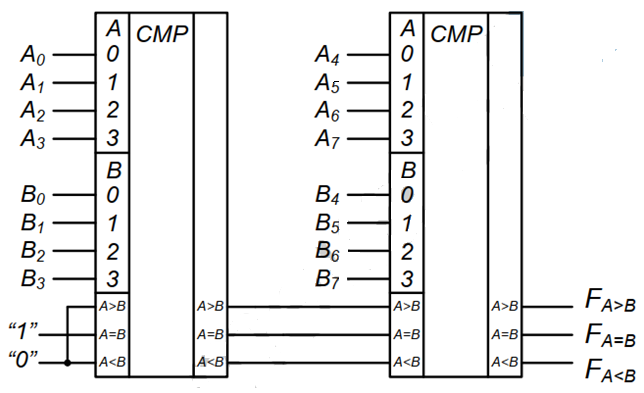 A CMP
A0 0
A1 1
A2 2
A3 3
B
B0 0
B1 1
B2 2
B3 3
A>B A>B
"1" A=B A=B
"0" A<B A<B
A CMP
A4 0
A5 1
A6 2
A7 3
B
B4 0
B5 1
B6 2
B7 3
A>B A>B FA>B
A=B A=B FA=B
A<B A<B FA<B